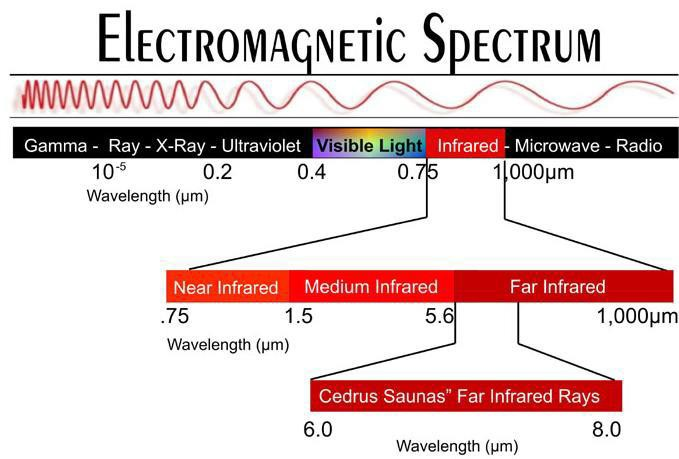 Electromagnetic Spectrum
Gamma - Ray - X-Ray - Ultraviolet Visible Light Infrared - Microwave - Radio
10-5 0.2 0.4 0.75 1,000µm
Wavelength (µm)
Near Infrared Medium Infrared Far Infrared
.75 1.5 5.6 1,000µm
Wavelength (µm)
Cedrus Saunas” Far Infrared Rays
6.0 8.0
Wavelength (µm)